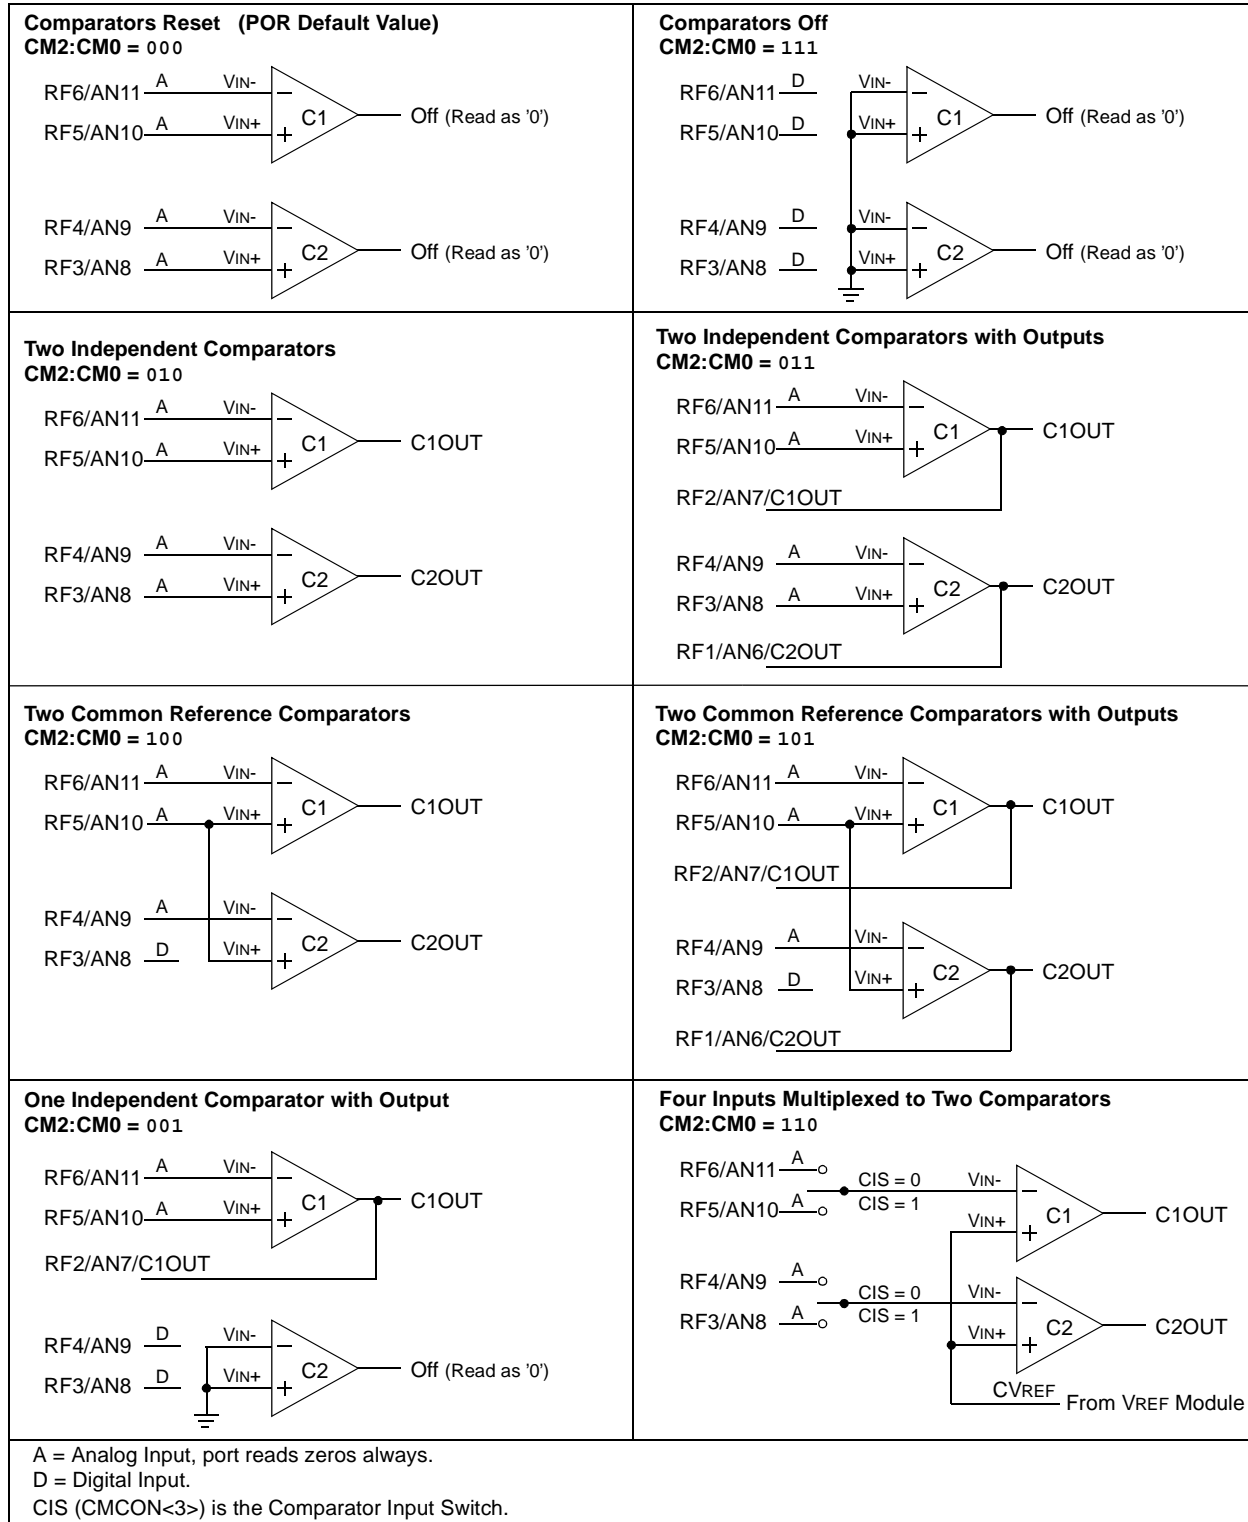 Comparators Reset (POR Default Value)
CM2:CM0 = 000
RF6/AN11 A VIN-
RF5/AN10 A VIN+
C1
Off (Read as '0')
RF4/AN9 A VIN-
RF3/AN8 A VIN+
C2
Off (Read as '0')
Comparators Off
CM2:CM0 = 111
RF6/AN11 D VIN-
RF5/AN10 D VIN+
C1
Off (Read as '0')
RF4/AN9 D VIN-
RF3/AN8 D VIN+
C2
Off (Read as '0')
Two Independent Comparators
CM2:CM0 = 010
RF6/AN11 A VIN-
RF5/AN10 A VIN+
C1
C1OUT
RF4/AN9 A VIN-
RF3/AN8 A VIN+
C2
C2OUT
Two Independent Comparators with Outputs
CM2:CM0 = 011
RF6/AN11 A VIN-
RF5/AN10 A VIN+
C1
C1OUT
RF2/AN7/C1OUT
RF4/AN9 A VIN-
RF3/AN8 A VIN+
C2
C2OUT
RF1/AN6/C2OUT
Two Common Reference Comparators
CM2:CM0 = 100
RF6/AN11 A VIN-
RF5/AN10 A VIN+
C1
C1OUT
RF4/AN9 A VIN-
RF3/AN8 D VIN+
C2
C2OUT
Two Common Reference Comparators with Outputs
CM2:CM0 = 101
RF6/AN11 A VIN-
RF5/AN10 A VIN+
C1
C1OUT
RF2/AN7/C1OUT
RF4/AN9 A VIN-
RF3/AN8 D VIN+
C2
C2OUT
RF1/AN6/C2OUT
One Independent Comparator with Output
CM2:CM0 = 001
RF6/AN11 A VIN-
RF5/AN10 A VIN+
C1
C1OUT
RF2/AN7/C1OUT
RF4/AN9 D VIN-
RF3/AN8 D VIN+
C2
Off (Read as '0')
Four Inputs Multiplexed to Two Comparators
CM2:CM0 = 110
RF6/AN11 A
CIS = 0 VIN-
RF5/AN10 A CIS = 1
VIN+
C1
C1OUT
RF4/AN9 A
CIS = 0 VIN-
RF3/AN8 A CIS = 1
VIN+
C2
C2OUT
CVREF
From VREF Module
A = Analog Input, port reads zeros always.
D = Digital Input.
CIS (CMCON<3>) is the Comparator Input Switch.